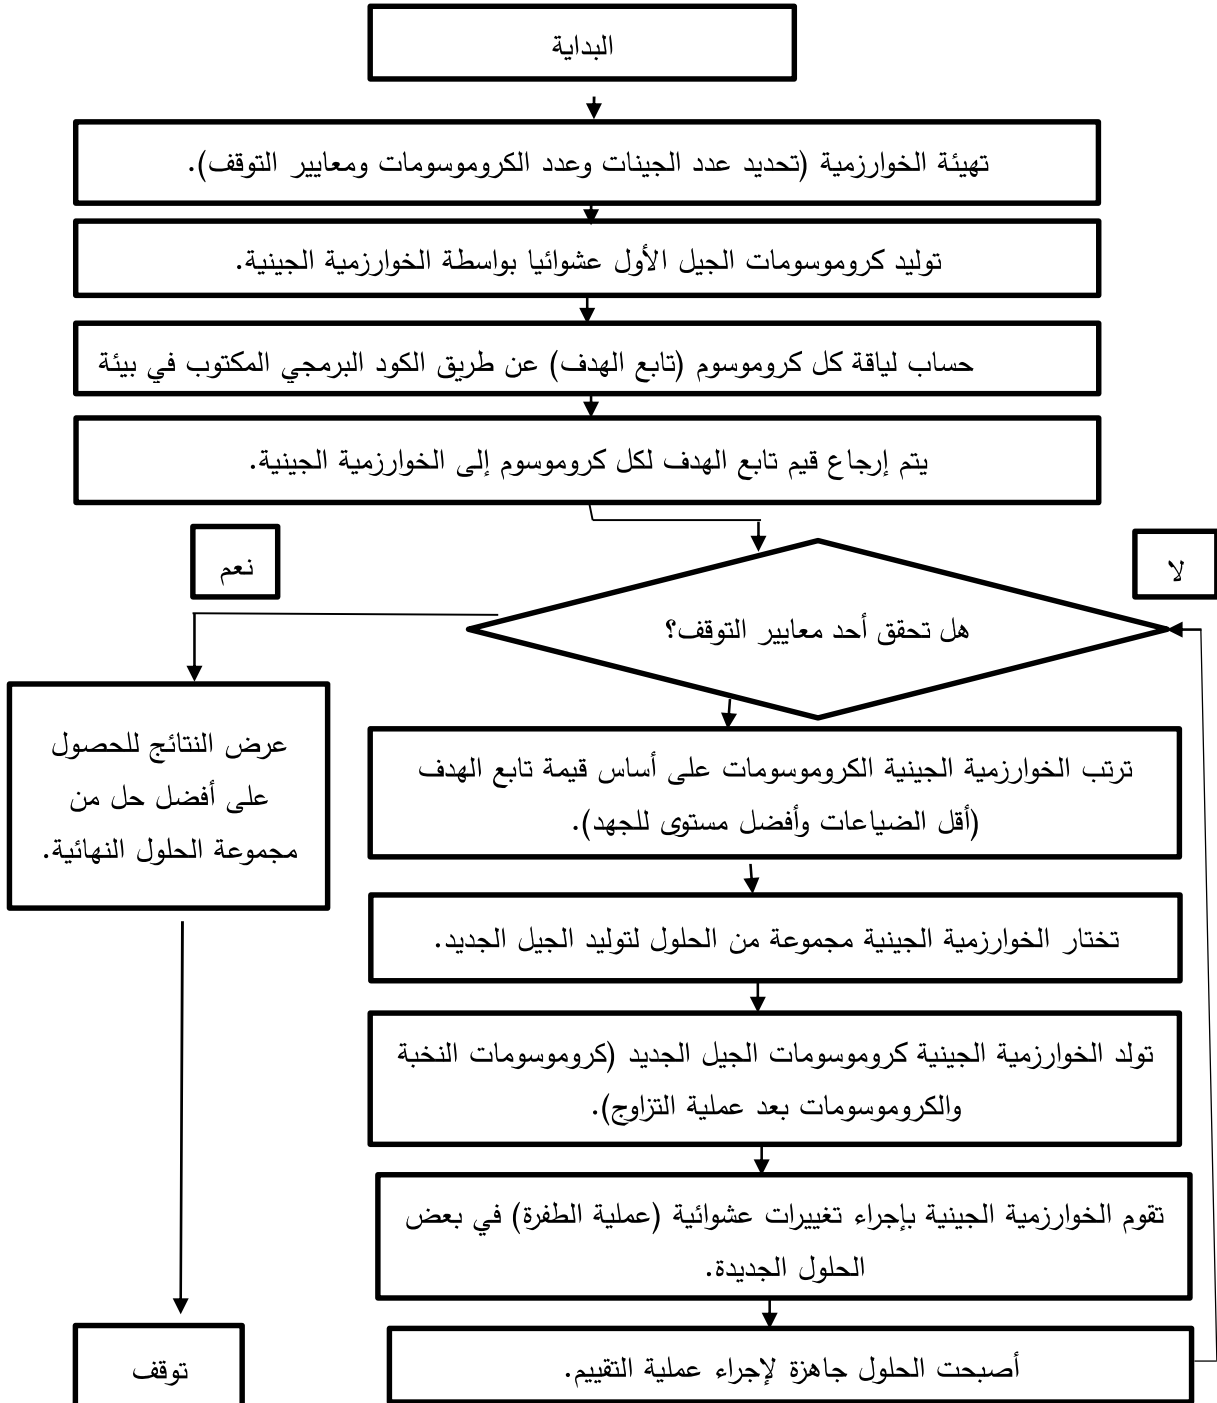 البداية
تهيئة الخوارزمية (تحديد عدد الجينات وعدد الكروموسومات ومعايير التوقف).
توليد كروموسومات الجيل الأول عشوائيا بواسطة الخوارزمية الجينية.
حساب لياقة كل كروموسوم (تابع الهدف) عن طريق الكود البرمجي المكتوب في بيئة
يتم إرجاع قيم تابع الهدف لكل كروموسوم إلى الخوارزمية الجينية.
لا
نعم
هل تحقق أحد معايير التوقف؟
عرض النتائج للحصول
على أفضل حل من
مجموعة الحلول النهائية.
ترتب الخوارزمية الجينية الكروموسومات على أساس قيمة تابع الهدف
(أقل الضياعات وأفضل مستوى للجهد).
تختار الخوارزمية الجينية مجموعة من الحلول لتوليد الجيل الجديد.
تولد الخوارزمية الجينية كروموسومات الجيل الجديد (كروموسومات النخبة
والكروموسومات بعد عملية التزاوج).
تقوم الخوارزمية الجينية بإجراء تغييرات عشوائية (عملية الطفرة) في بعض
الحلول الجديدة.
أصبحت الحلول جاهزة لإجراء عملية التقييم.
توقف